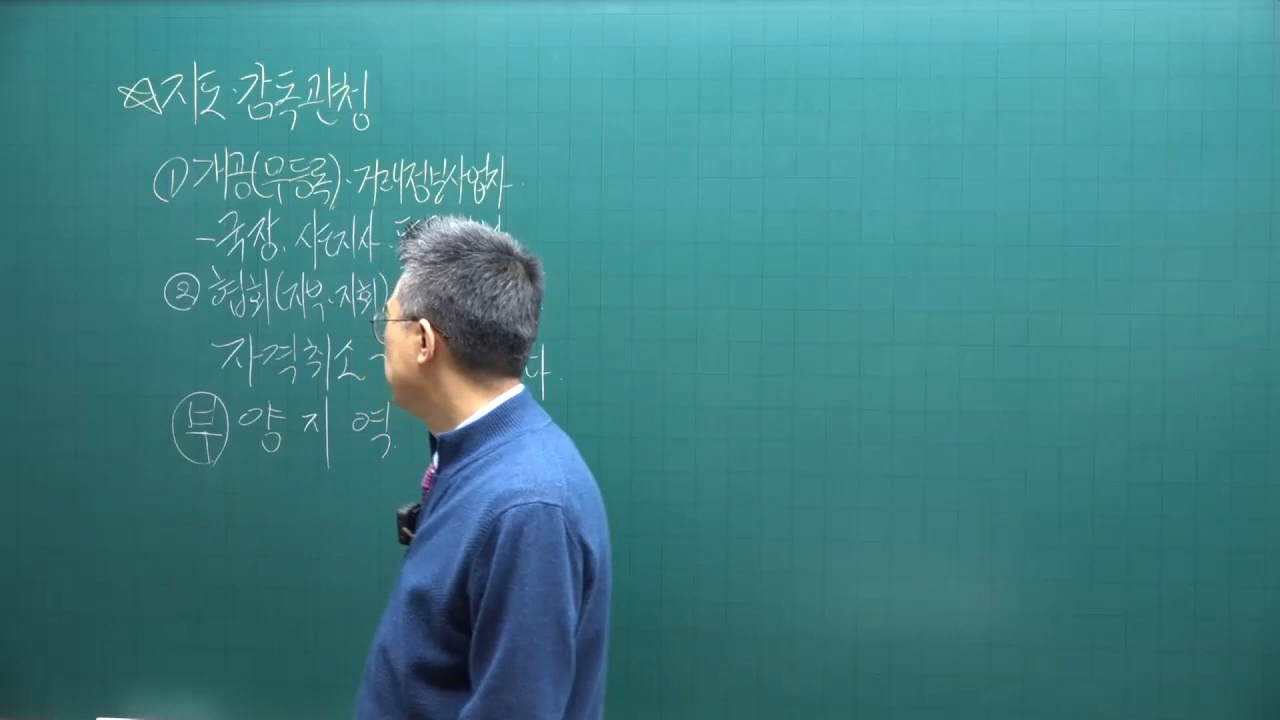 ☆지도·감독관청
①개공(무등록)·거래정보사업자
-국장, 시·도지사
②협회(지부·지회)
자격취소 다.
부 양 지 역